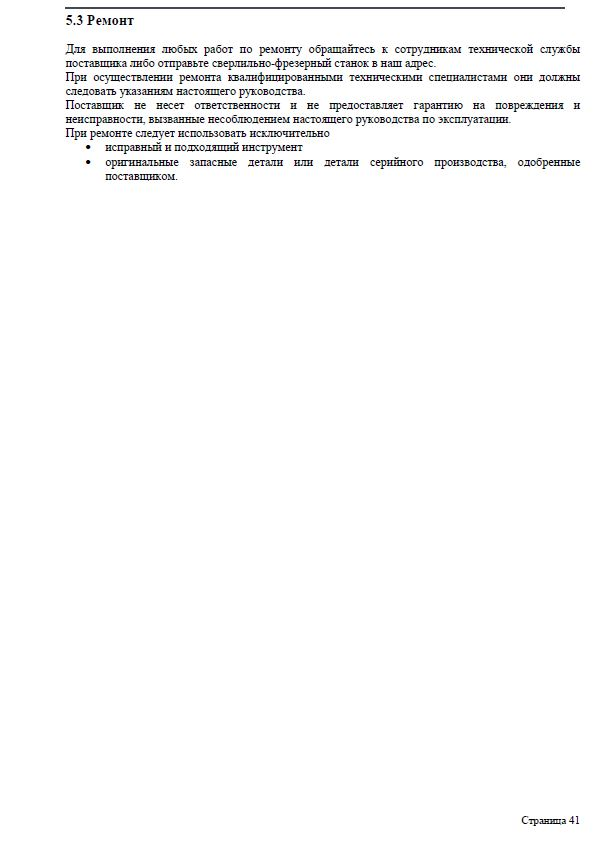 5.3 Ремонт
Для выполнения любых работ по ремонту обращайтесь к сотрудникам технической службы
поставщика либо отправьте сверлильно-фрезерный станок в наш адрес.
При осуществлении ремонта квалифицированными техническими специалистами они должны
следовать указаниям настоящего руководства.
Поставщик не несет ответственности и не предоставляет гарантию на повреждения и
неисправности, вызванные несоблюдением настоящего руководства по эксплуатации.
При ремонте следует использовать исключительно
• исправный и подходящий инструмент
• оригинальные запасные детали или детали серийного производства, одобренные
поставщиком.
Страница 41